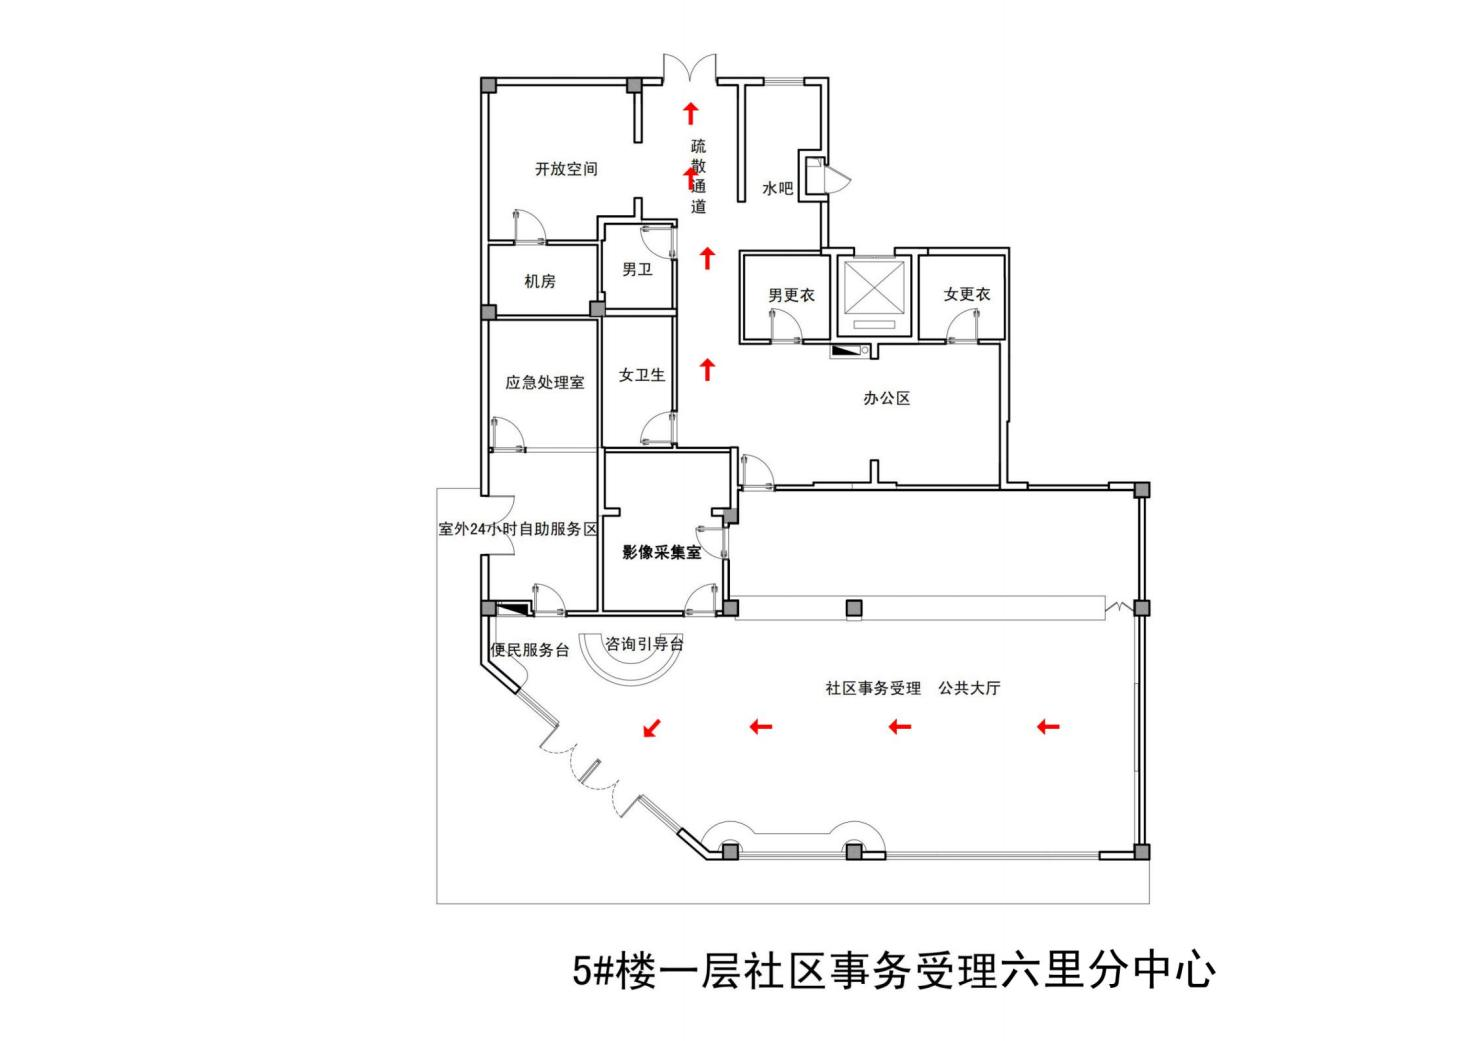 疏散通道
开放空间
水吧
男卫
机房
男更衣
女更衣
女卫生
应急处理室
办公区
室外24小时自助服务区
影像采集室
便民服务台
咨询引导台
社区事务受理 公共大厅
5#楼一层社区事务受理六里分中心